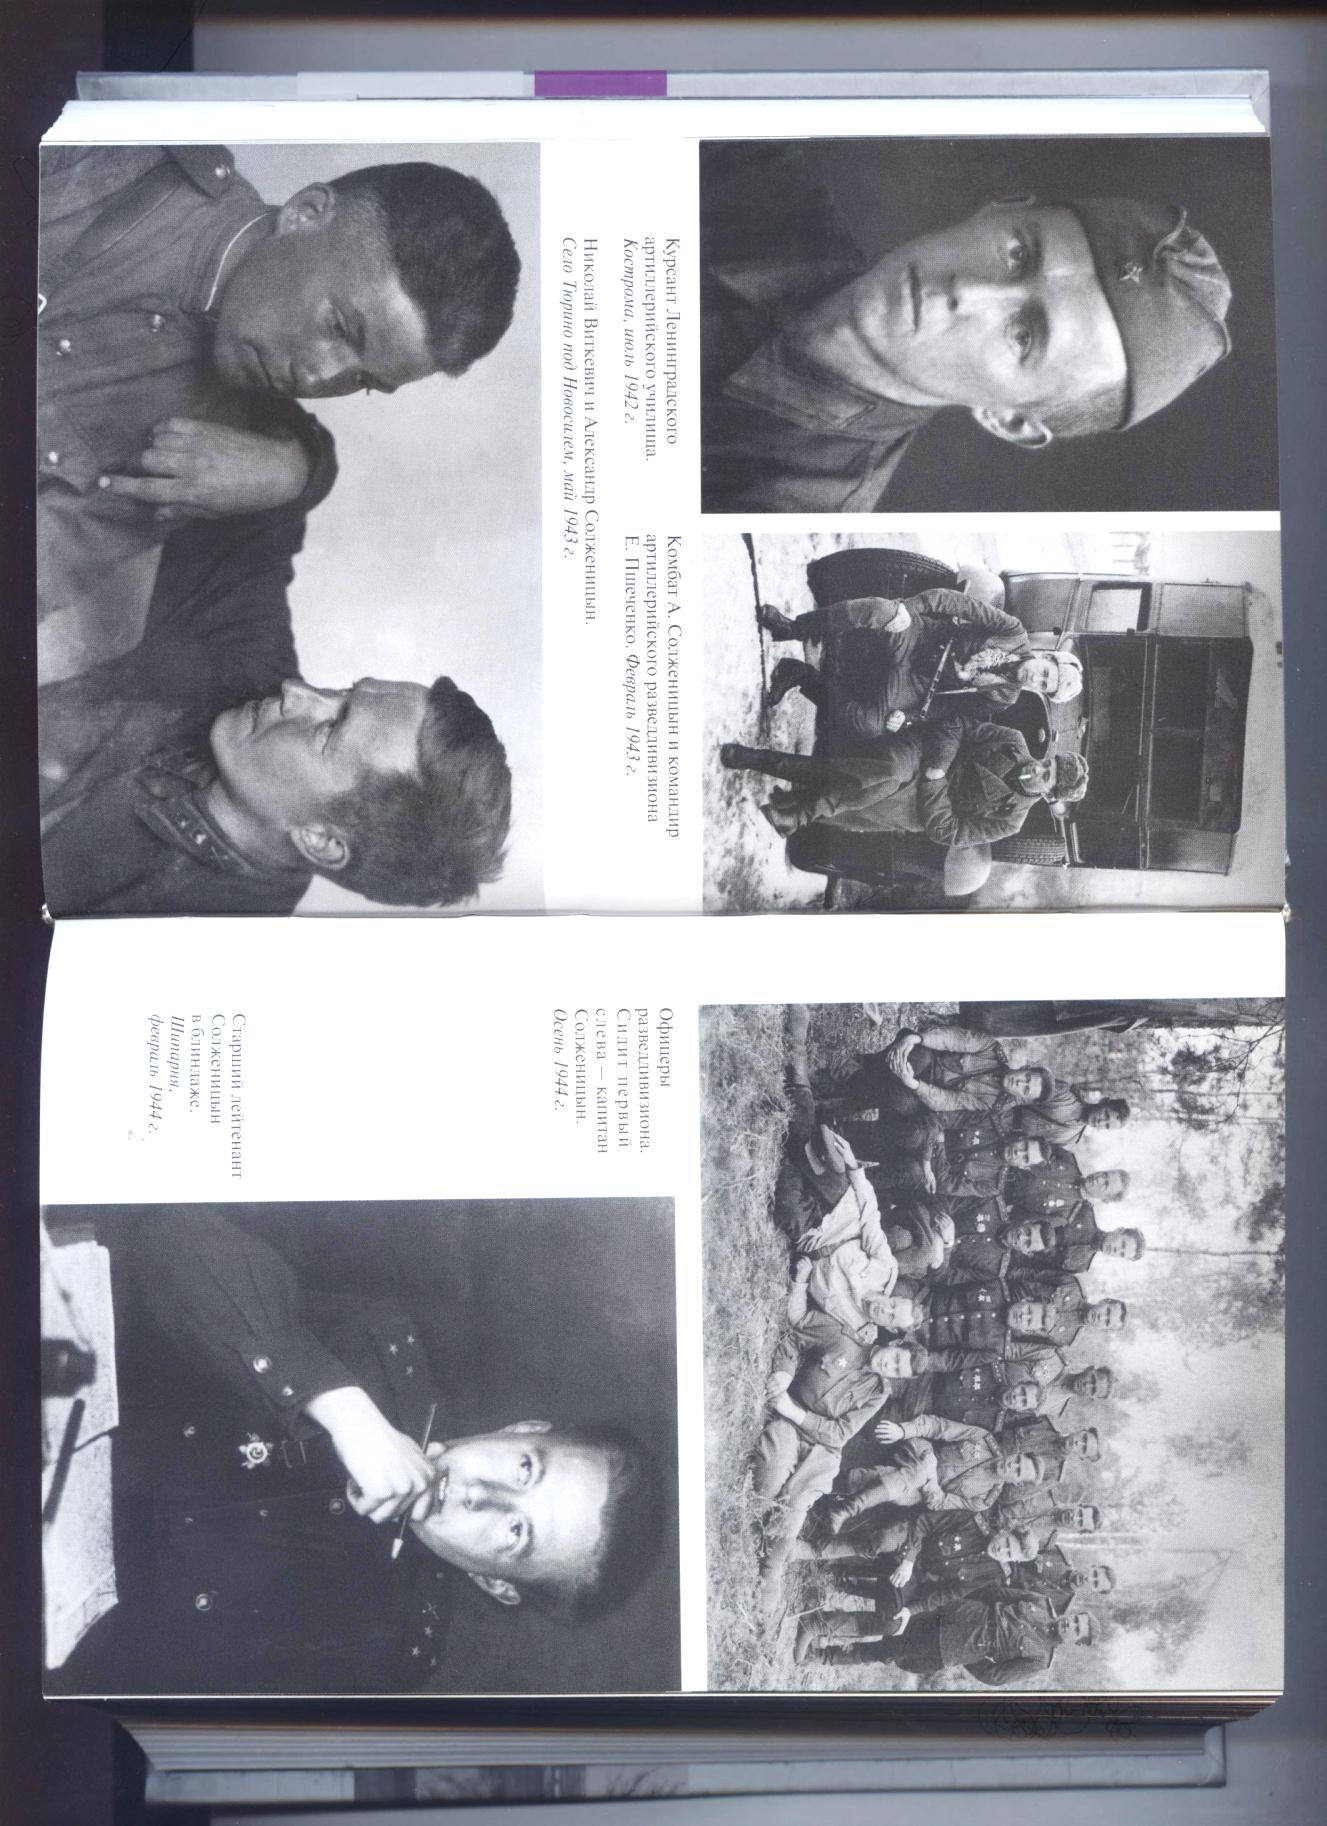 Курсант Ленинградского
артиллерийского училища.
Кострома, июль 1942 г.
Комбат А. Солженицын и командир
артиллерийского разведдивизиона
Е. Пшеченко. Февраль 1943 г.
Николай Виткевич и Александр Солженицын.
Село Тюрино под Новосилем, май 1943 г.
Офицеры
разведдивизиона.
Сидит первый
слева — капитан
Солженицын.
Осень 1944 г.
Старший лейтенант
Солженицын
в блиндаже.
Шипарня,
февраль 1944 г.